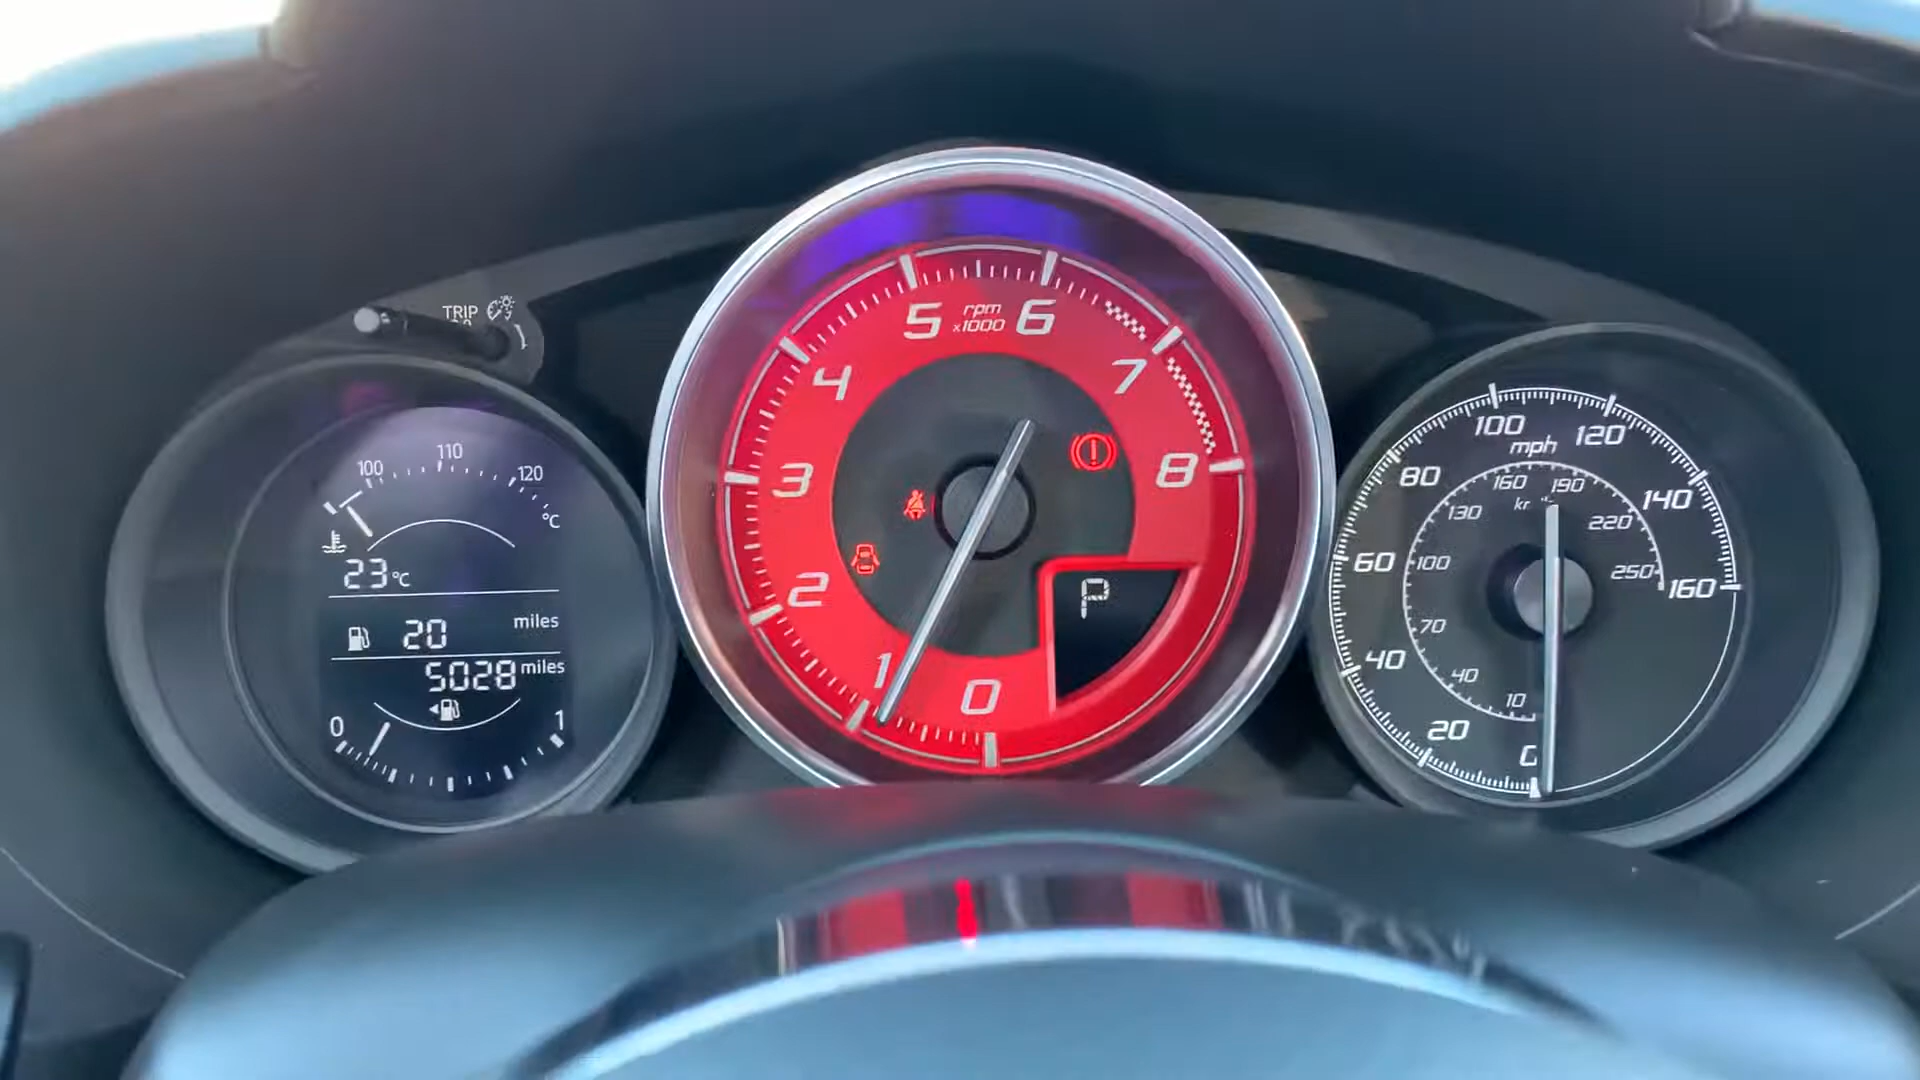 TRIP
100 110 120
°C
23°C
20 miles
5028 miles
0 1
rpm
x1000
0 1 2 3 4 5 6 7 8
P
mph
20 40 60 80 100 120 140 160
10 40 70 100 130 160 190 220 250